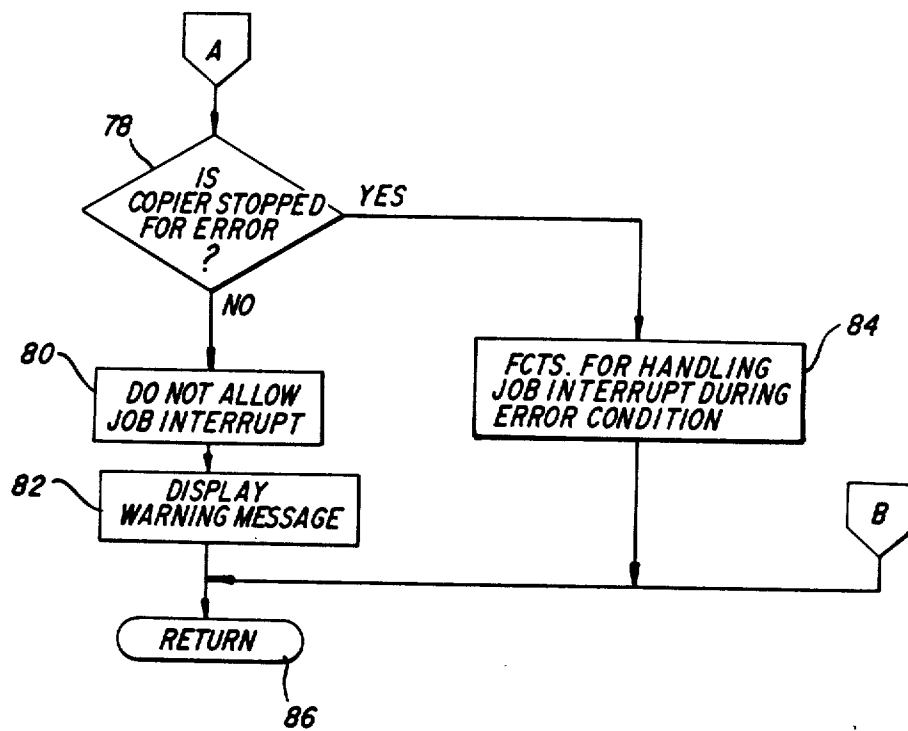 A
78
IS
COPIER STOPPED
FOR ERROR
?
YES
NO
80
DO NOT ALLOW
JOB INTERRUPT
84
FCTS. FOR HANDLING
JOB INTERRUPT DURING
ERROR CONDITION
82
DISPLAY
WARNING MESSAGE
B
RETURN
86